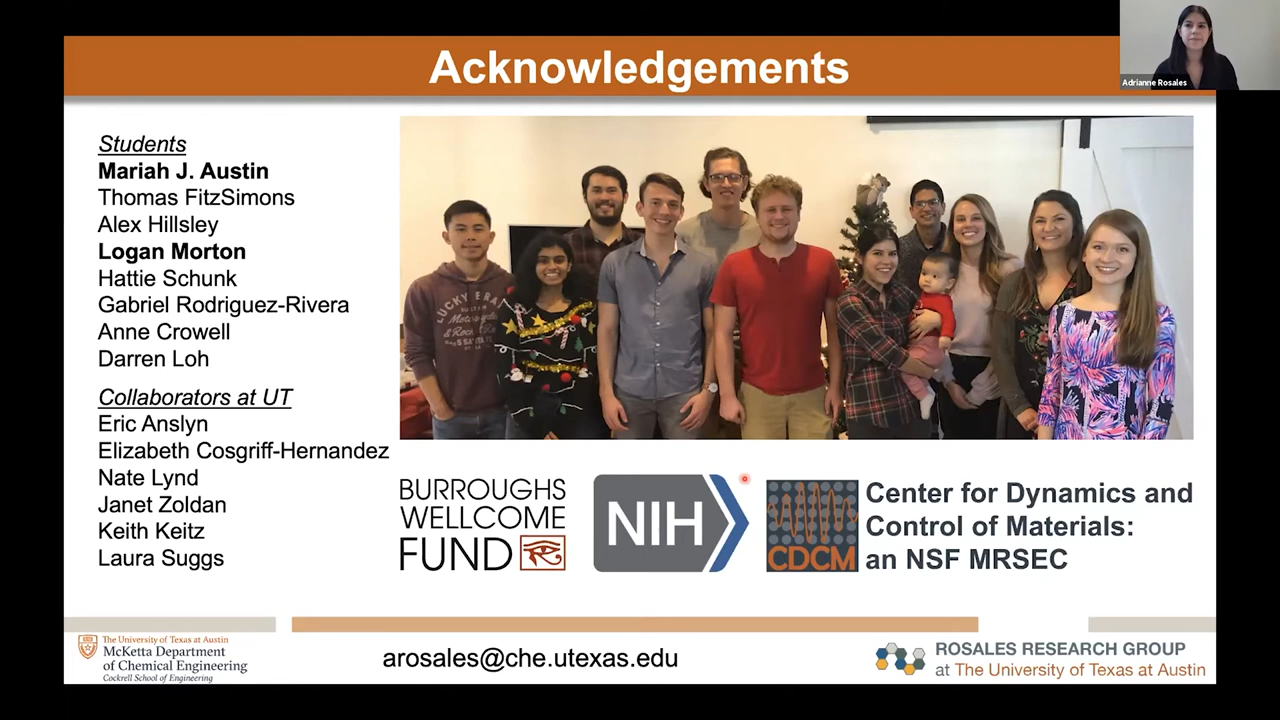 Acknowledgements
Adrianne Rosales
Students
Mariah J. Austin
Thomas FitzSimons
Alex Hillsley
Logan Morton
Hattie Schunk
Gabriel Rodriguez-Rivera
Anne Crowell
Darren Loh
Collaborators at UT
Eric Anslyn
Elizabeth Cosgriff-Hernandez
Nate Lynd
Janet Zoldan
Keith Keitz
Laura Suggs
LUCKY
BURROUGHS
WELLCOME
FUND
NIH
CDCM
Center for Dynamics and
Control of Materials:
an NSF MRSEC
The University of Texas at Austin
McKetta Department
of Chemical Engineering
Cockrell School of Engineering
arosales@che.utexas.edu
ROSALES RESEARCH GROUP
at The University of Texas at Austin